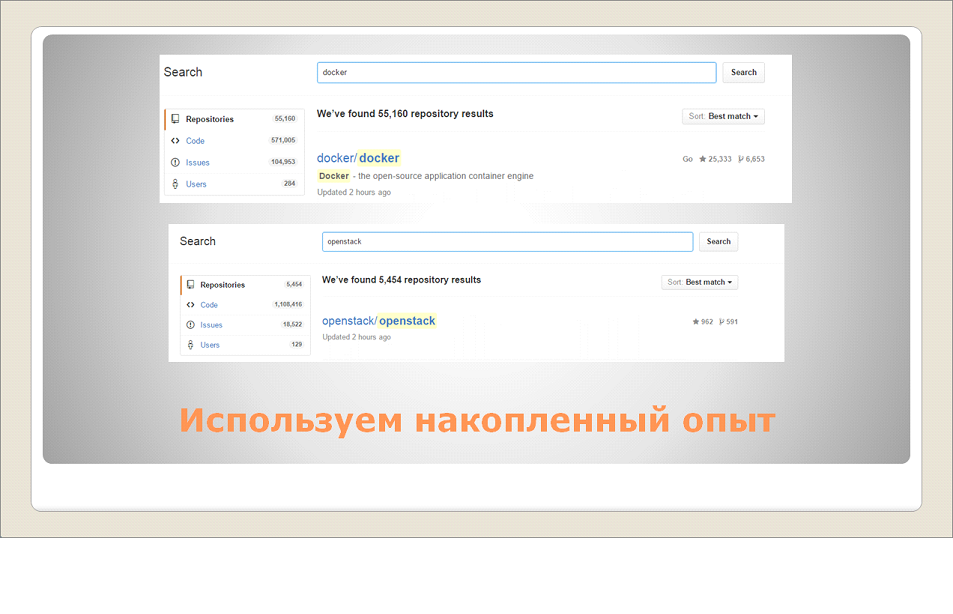 Search
docker
Search
Repositories 55,160
Code 571,005
Issues 104,953
Users 284
We've found 55,160 repository results
Sort: Best match
docker/docker
Go 25,333 6,653
Docker - the open-source application container engine
Updated 2 hours ago
Search
openstack
Search
Repositories 5,454
Code 1,108,416
Issues 18,522
Users 129
We've found 5,454 repository results
Sort: Best match
openstack/openstack
962 591
Updated 2 hours ago
Используем накопленный опыт